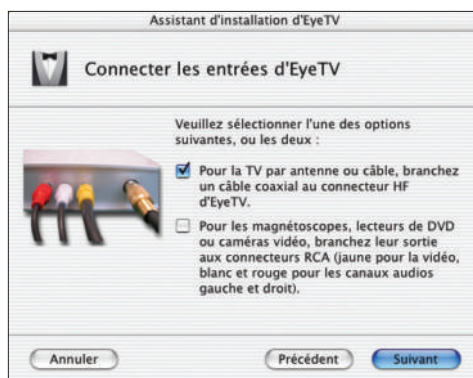 Assistant d'installation d'EyeTV
Connecter les entrées d'EyeTV
Veuillez sélectionner l'une des options
suivantes, ou les deux :
Pour la TV par antenne ou câble, branchez
un câble coaxial au connecteur HF
d'EyeTV.
Pour les magnétoscopes, lecteurs de DVD
ou caméras vidéo, branchez leur sortie
aux connecteurs RCA (jaune pour la vidéo,
blanc et rouge pour les canaux audios
gauche et droit).
Annuler
Précédent
Suivant